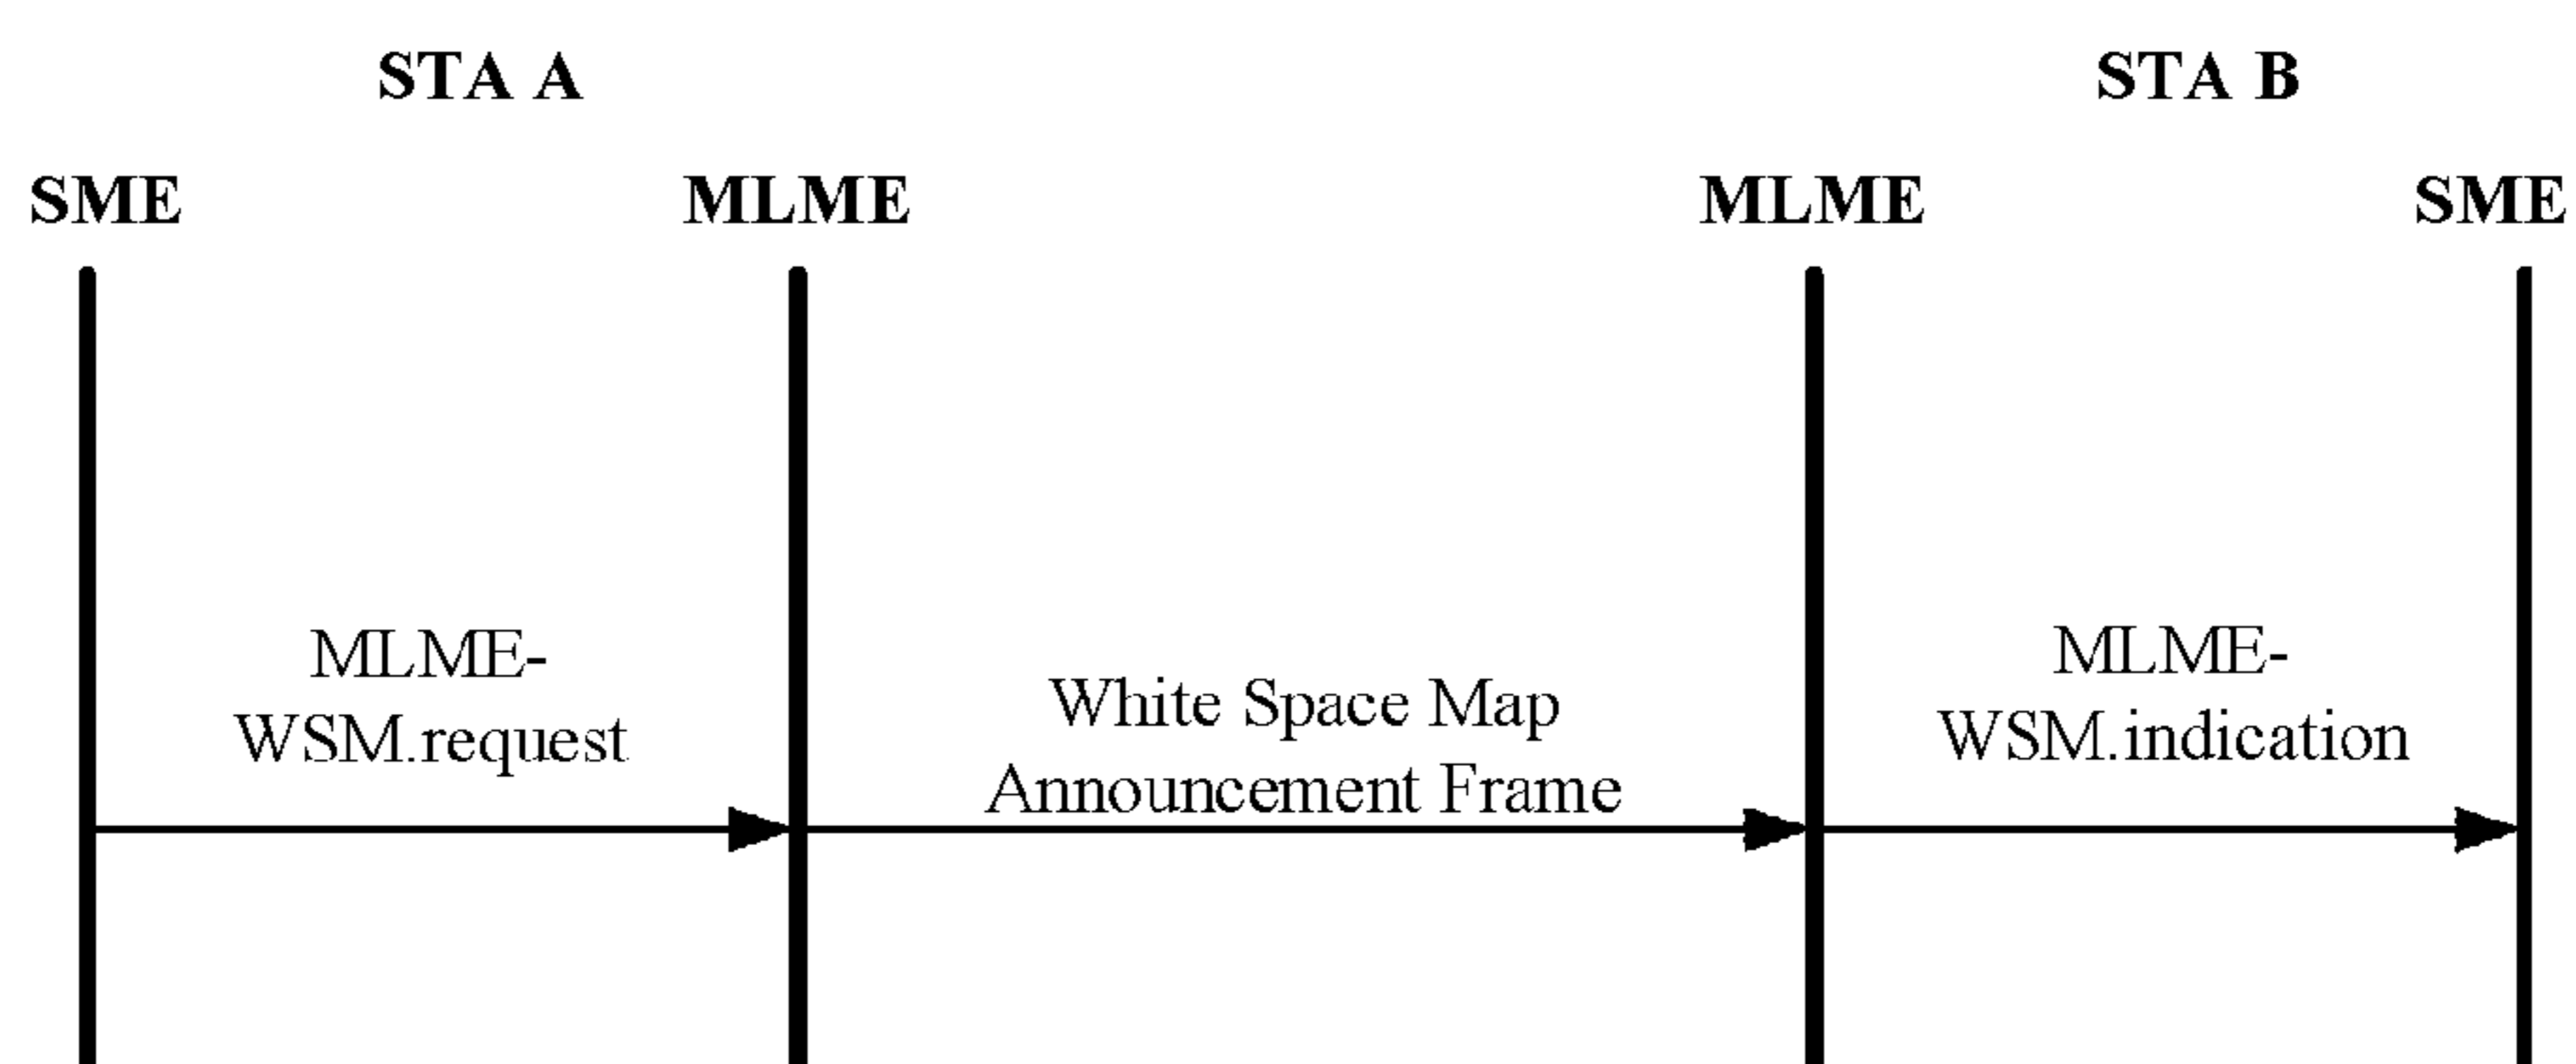 STA A
STA B
SME
MLME
MLME
SME
MLME-
WSM.request
White Space Map
Announcement Frame
MLME-
WSM.indication